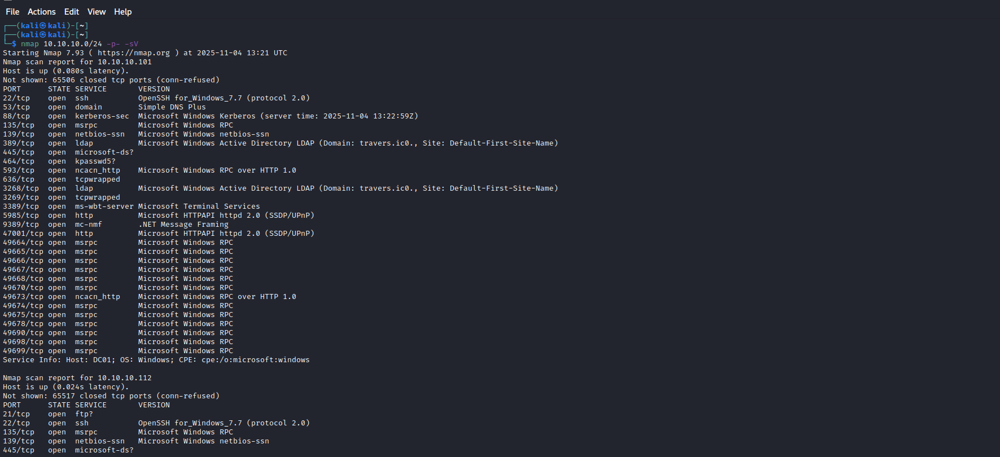 File Actions Edit View Help
┌──(kali㉿kali)-[~]
┌──(kali㉿kali)-[~]
└─$ nmap 10.10.10.0/24 -p- -sV
Starting Nmap 7.93 ( https://nmap.org ) at 2025-11-04 13:21 UTC
Nmap scan report for 10.10.10.101
Host is up (0.080s latency).
Not shown: 65506 closed tcp ports (conn-refused)
PORT      STATE SERVICE       VERSION
22/tcp    open  ssh           OpenSSH for_Windows_7.7 (protocol 2.0)
53/tcp    open  domain        Simple DNS Plus
88/tcp    open  kerberos-sec  Microsoft Windows Kerberos (server time: 2025-11-04 13:22:59Z)
135/tcp   open  msrpc         Microsoft Windows RPC
139/tcp   open  netbios-ssn   Microsoft Windows netbios-ssn
389/tcp   open  ldap          Microsoft Windows Active Directory LDAP (Domain: travers.ic0., Site: Default-First-Site-Name)
445/tcp   open  microsoft-ds?
464/tcp   open  kpasswd5?
593/tcp   open  ncacn_http    Microsoft Windows RPC over HTTP 1.0
636/tcp   open  tcpwrapped
3268/tcp  open  ldap          Microsoft Windows Active Directory LDAP (Domain: travers.ic0., Site: Default-First-Site-Name)
3269/tcp  open  tcpwrapped
3389/tcp  open  ms-wbt-server Microsoft Terminal Services
5985/tcp  open  http          Microsoft HTTPAPI httpd 2.0 (SSDP/UPnP)
9389/tcp  open  mc-nmf        .NET Message Framing
47001/tcp open  http          Microsoft HTTPAPI httpd 2.0 (SSDP/UPnP)
49664/tcp open  msrpc         Microsoft Windows RPC
49665/tcp open  msrpc         Microsoft Windows RPC
49666/tcp open  msrpc         Microsoft Windows RPC
49667/tcp open  msrpc         Microsoft Windows RPC
49668/tcp open  msrpc         Microsoft Windows RPC
49670/tcp open  msrpc         Microsoft Windows RPC
49673/tcp open  ncacn_http    Microsoft Windows RPC over HTTP 1.0
49674/tcp open  msrpc         Microsoft Windows RPC
49675/tcp open  msrpc         Microsoft Windows RPC
49678/tcp open  msrpc         Microsoft Windows RPC
49690/tcp open  msrpc         Microsoft Windows RPC
49698/tcp open  msrpc         Microsoft Windows RPC
49699/tcp open  msrpc         Microsoft Windows RPC
Service Info: Host: DC01; OS: Windows; CPE: cpe:/o:microsoft:windows
Nmap scan report for 10.10.10.112
Host is up (0.024s latency).
Not shown: 65517 closed tcp ports (conn-refused)
PORT      STATE SERVICE       VERSION
21/tcp    open  ftp?
22/tcp    open  ssh           OpenSSH for_Windows_7.7 (protocol 2.0)
135/tcp   open  msrpc         Microsoft Windows RPC
139/tcp   open  netbios-ssn   Microsoft Windows netbios-ssn
445/tcp   open  microsoft-ds?